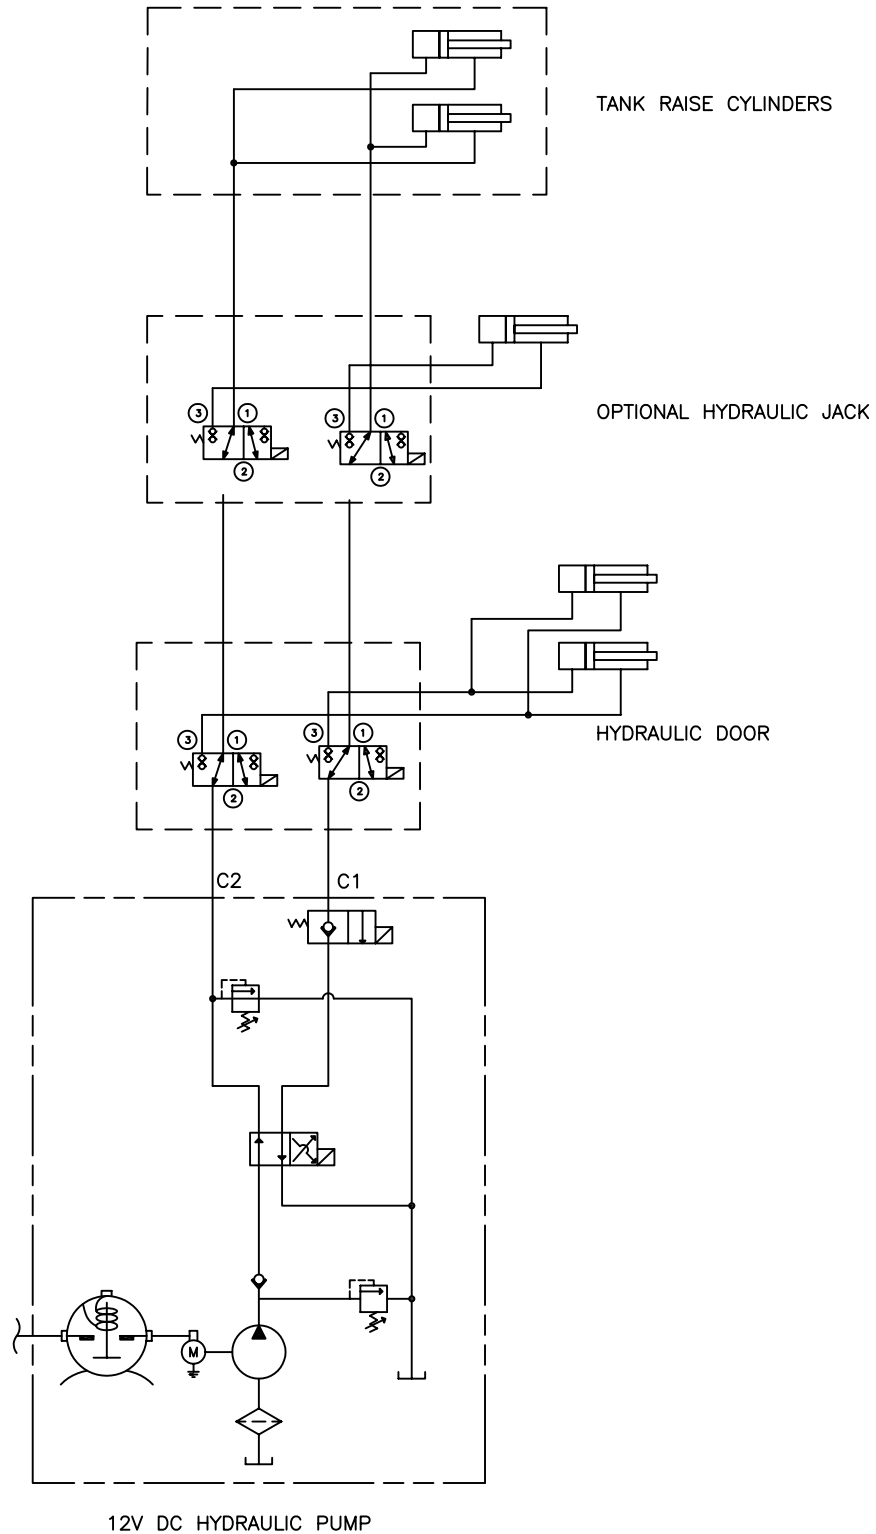 TANK RAISE CYLINDERS
OPTIONAL HYDRAULIC JACK
3 1 3 1
2 2
HYDRAULIC DOOR
3 1 3 1
2 2
C2 C1
M
12V DC HYDRAULIC PUMP